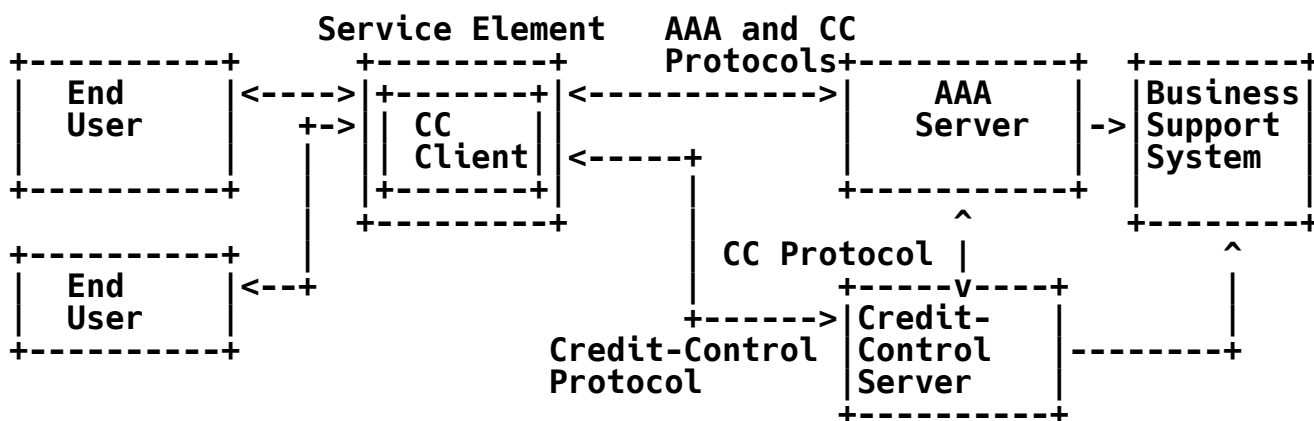 Service Element AAA and CC
Protocols
End Business
AAA
User CC Server Support
Client System
CC Protocol
End
User Credit-
Credit-Control Control
Protocol Server